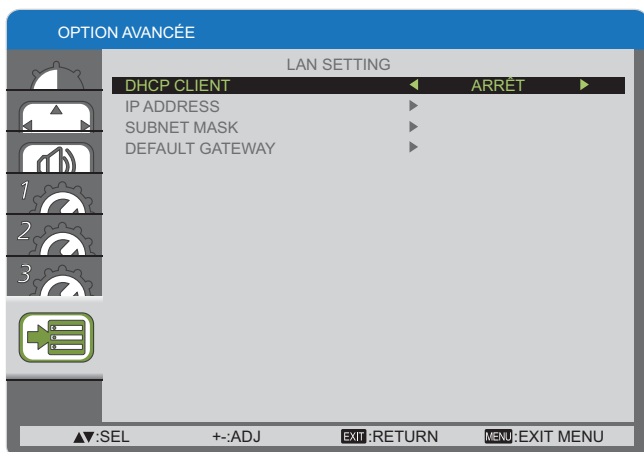 OPTION AVANCÉE
LAN SETTING
DHCP CLIENT ARRÊT
IP ADDRESS
SUBNET MASK
DEFAULT GATEWAY
1
2
3
▲▼:SEL +-:ADJ EXIT:RETURN MENU:EXIT MENU